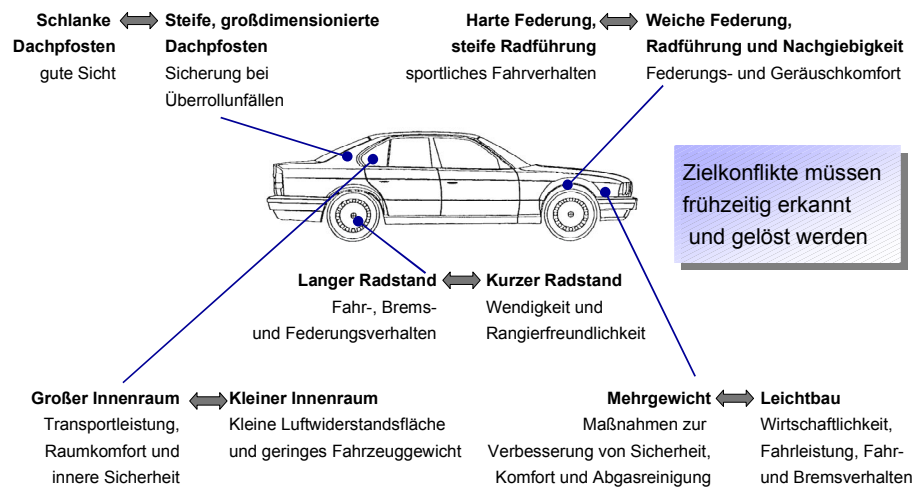 Schlanke
Dachpfosten
gute Sicht
Steife, großdimensionierte
Dachpfosten
Sicherung bei
Überrollunfällen
Harte Federung,
steife Radführung
sportliches Fahrverhalten
Weiche Federung,
Radführung und Nachgiebigkeit
Federungs- und Geräuschkomfort
Zielkonflikte müssen
frühzeitig erkannt
und gelöst werden
Langer Radstand
Fahr-, Brems-
und Federungsverhalten
Kurzer Radstand
Wendigkeit und
Rangierfreundlichkeit
Großer Innenraum
Transportleistung,
Raumkomfort und
innere Sicherheit
Kleiner Innenraum
Kleine Luftwiderstandsfläche
und geringes Fahrzeuggewicht
Mehrgewicht
Maßnahmen zur
Verbesserung von Sicherheit,
Komfort und Abgasreinigung
Leichtbau
Wirtschaftlichkeit,
Fahrleistung, Fahr-
und Bremsverhalten